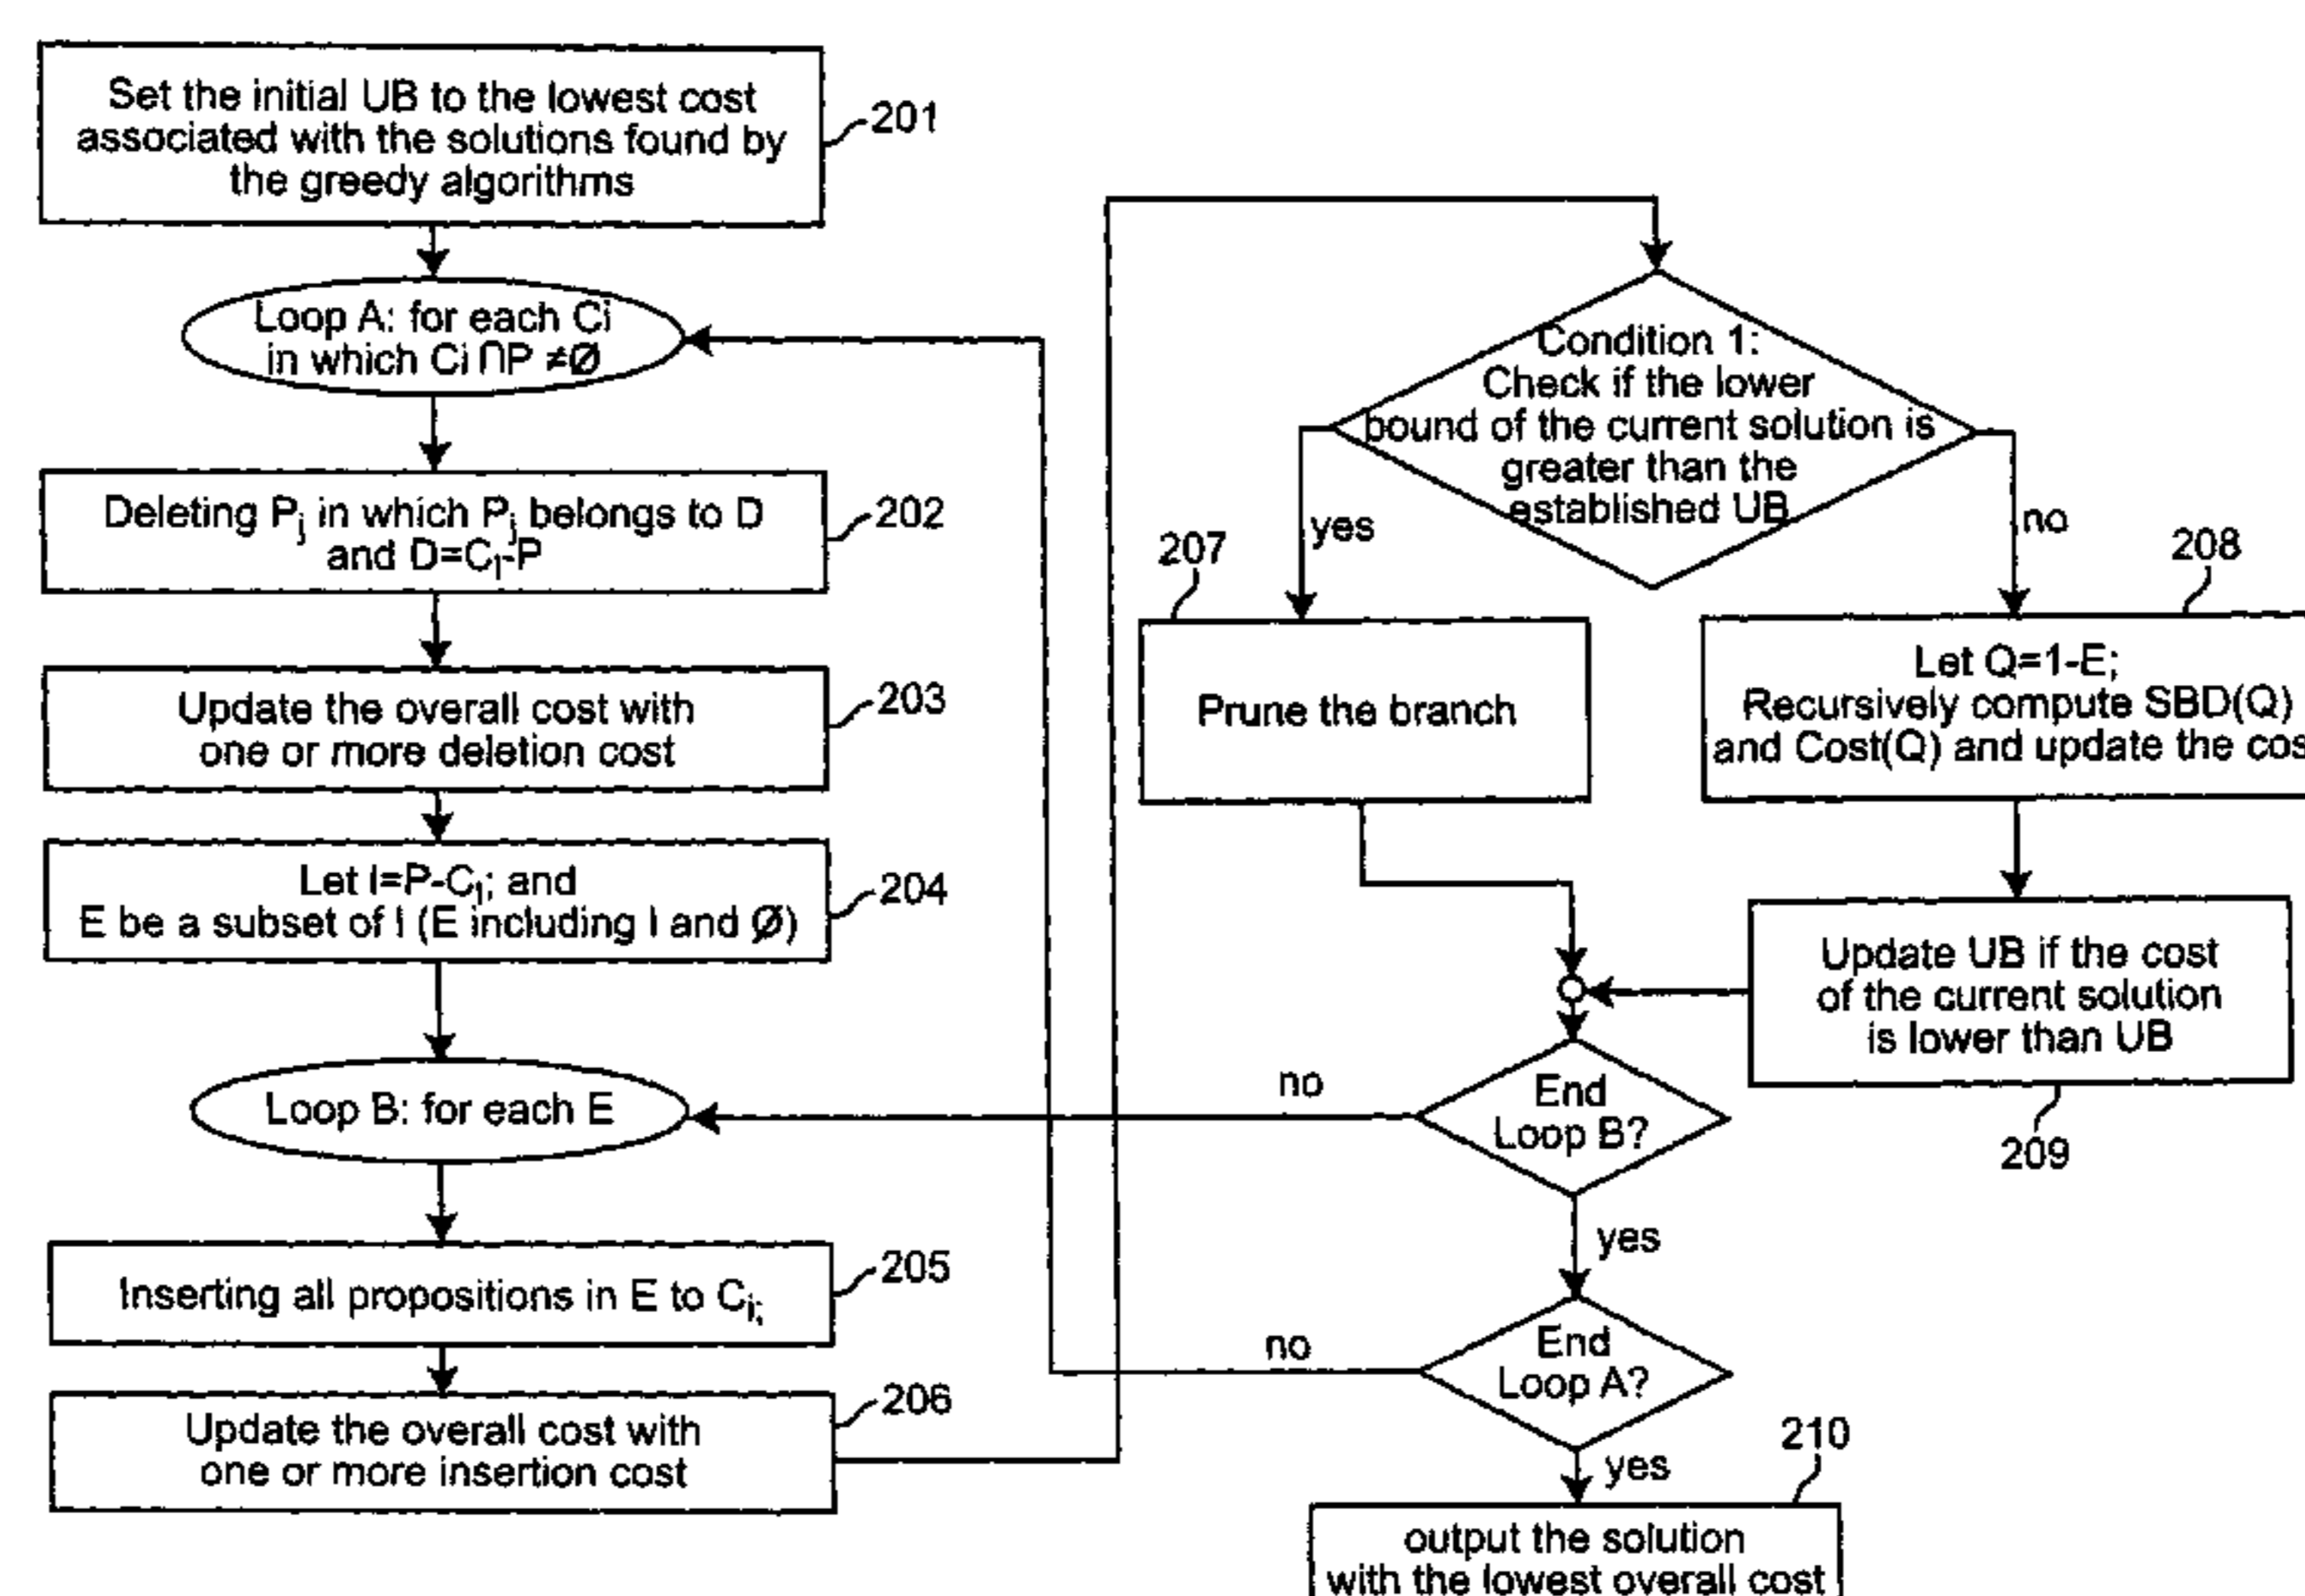 Set the initial UB to the lowest cost
associated with the solutions found by
the greedy algorithms
201
Loop A: for each Ci
in which Ci ∩P ≠Ø
Deleting Pj in which Pj belongs to D
and D=C1-P
202
Update the overall cost with
one or more deletion cost
203
Let I=P-C1; and
E be a subset of I (E including I and Ø)
204
Loop B: for each E
Inserting all propositions in E to Ci;
205
Update the overall cost with
one or more insertion cost
206
Condition 1:
Check if the lower
bound of the current solution is
greater than the
established UB
yes
no
207
Prune the branch
208
Let Q=1-E;
Recursively compute SBD(Q)
and Cost(Q) and update the cos
Update UB if the cost
of the current solution
is lower than UB
209
End
Loop B?
no
yes
End
Loop A?
no
yes
210
output the solution
with the lowest overall cost